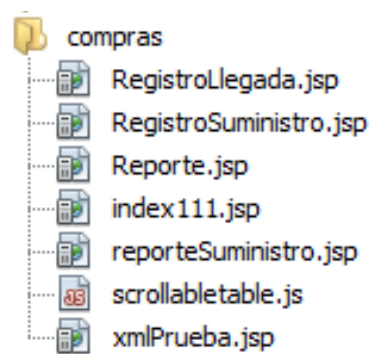 compras
RegistroLlegada.jsp
RegistroSuministro.jsp
Reporte.jsp
index111.jsp
reporteSuministro.jsp
scrollabletable.js
xmlPrueba.jsp